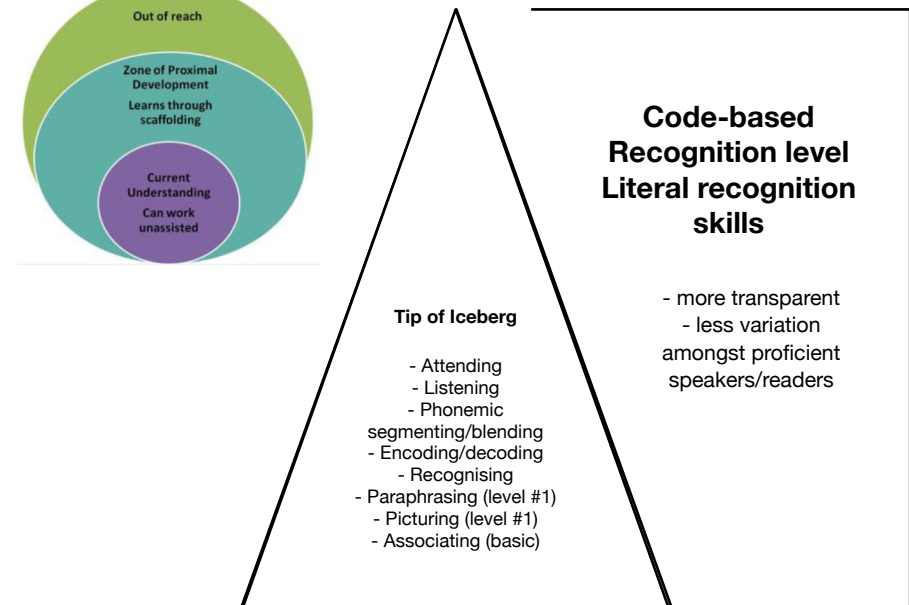 Out of reach
Zone of Proximal
Development
Learns through
scaffolding
Current
Understanding
Can work
unassisted
Tip of Iceberg
- Attending
- Listening
- Phonemic
segmenting/blending
- Encoding/decoding
- Recognising
- Paraphrasing (level #1)
- Picturing (level #1)
- Associating (basic)
Code-based
Recognition level
Literal recognition
skills
- more transparent
- less variation
amongst proficient
speakers/readers